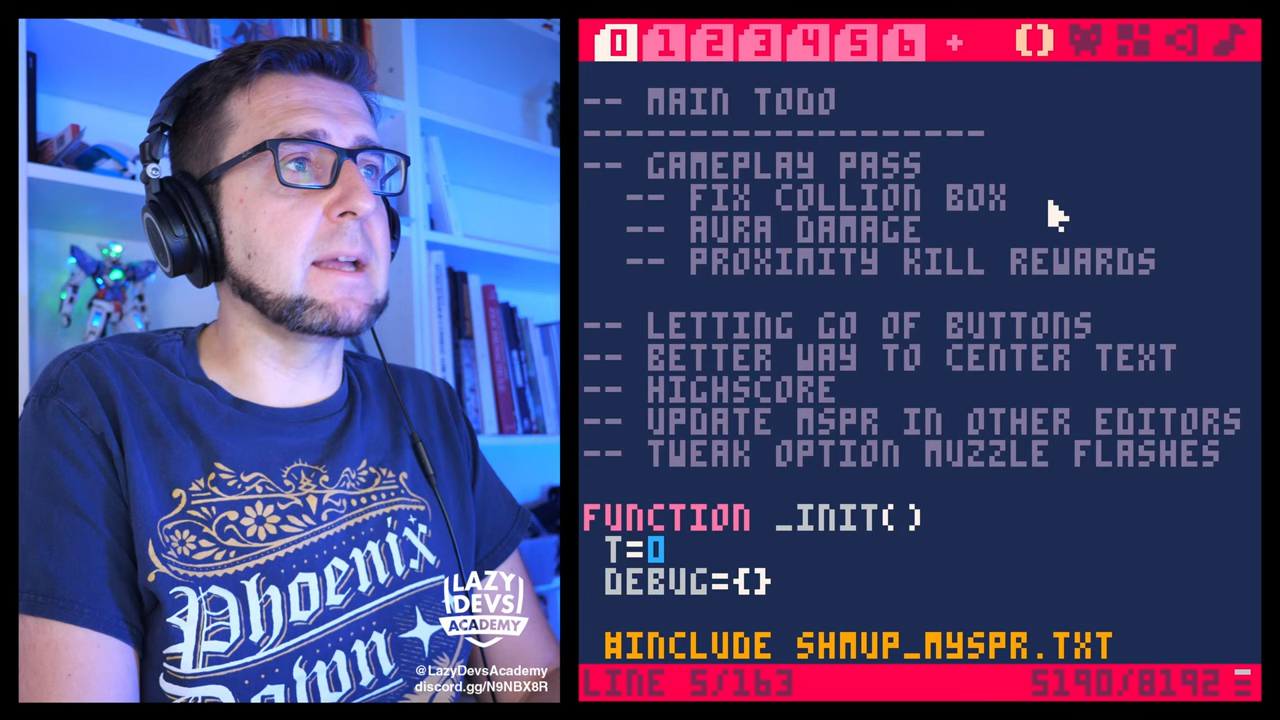 0 1 2 3 4 5 6 + ()
-- MAIN TODO
-------------------
-- GAMEPLAY PASS
-- FIX COLLION BOX
-- AURA DAMAGE
-- PROXIMITY KILL REWARDS
-- LETTING GO OF BUTTONS
-- BETTER WAY TO CENTER TEXT
-- HIGHSCORE
-- UPDATE MSPR IN OTHER EDITORS
-- TWEAK OPTION MUZZLE FLASHES
FUNCTION _INIT()
T=0
DEBUG={}
#INCLUDE SHMUP_MYSPR.TXT
LINE 5/163
5190/8192
Phoenix
Down
LAZY
DEVS
ACADEMY
@LazyDevsAcademy
discord.gg/N9NBX8R